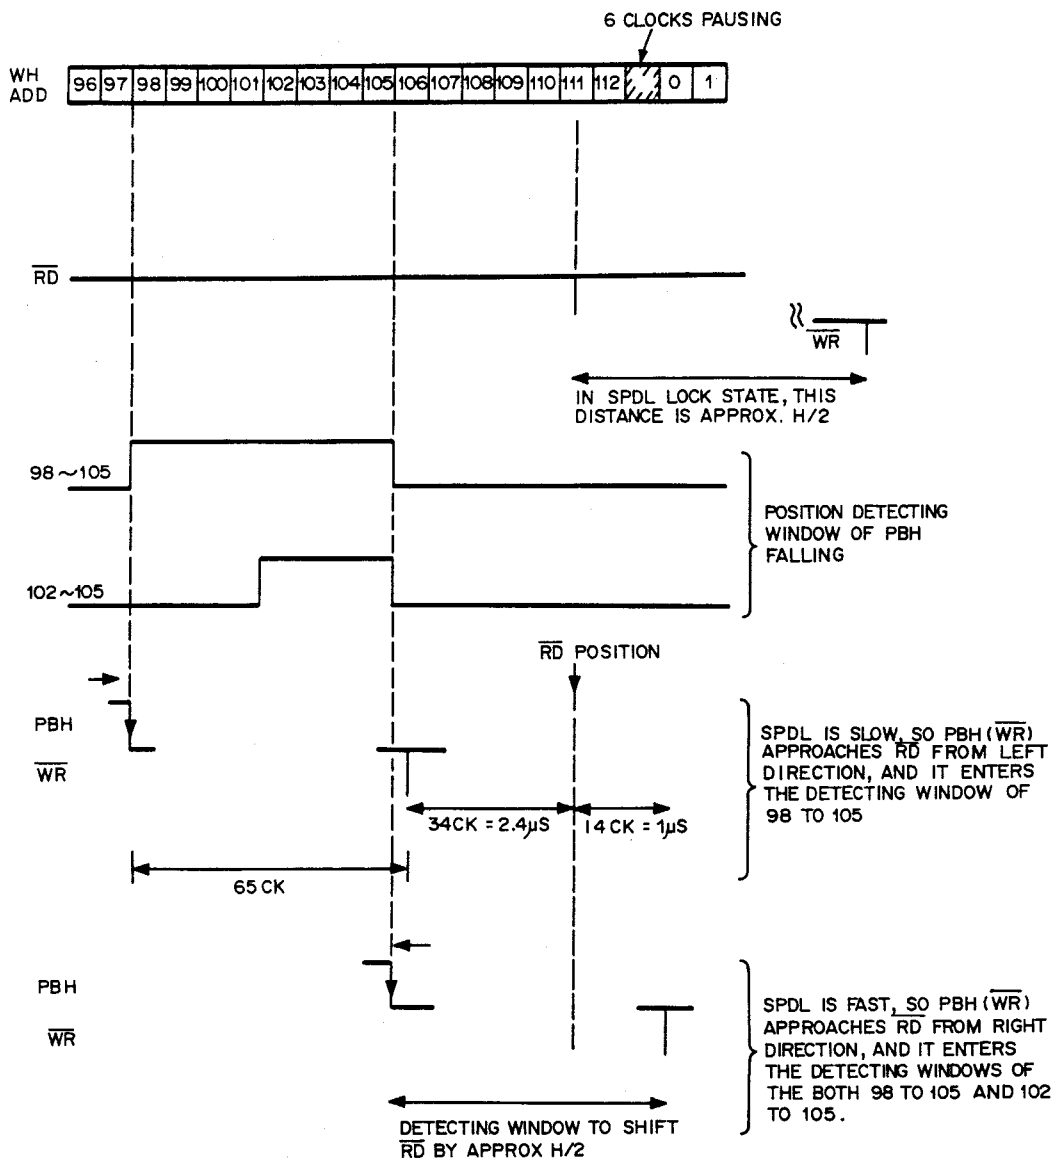 6 CLOCKS PAUSING
WH
ADD
96 97 98 99 100 101 102 103 104 105 106 107 108 109 110 111 112 0 1
RD
WR
IN SPDL LOCK STATE, THIS
DISTANCE IS APPROX. H/2
98~105
POSITION DETECTING
WINDOW OF PBH
FALLING
102~105
RD POSITION
PBH
WR
SPDL IS SLOW, SO PBH (WR)
APPROACHES RD FROM LEFT
DIRECTION, AND IT ENTERS
THE DETECTING WINDOW OF
98 TO 105
34CK = 2.4µS
14 CK = 1µS
65 CK
PBH
WR
SPDL IS FAST, SO PBH (WR)
APPROACHES RD FROM RIGHT
DIRECTION, AND IT ENTERS
THE DETECTING WINDOWS OF
THE BOTH 98 TO 105 AND 102
TO 105.
DETECTING WINDOW TO SHIFT
RD BY APPROX H/2